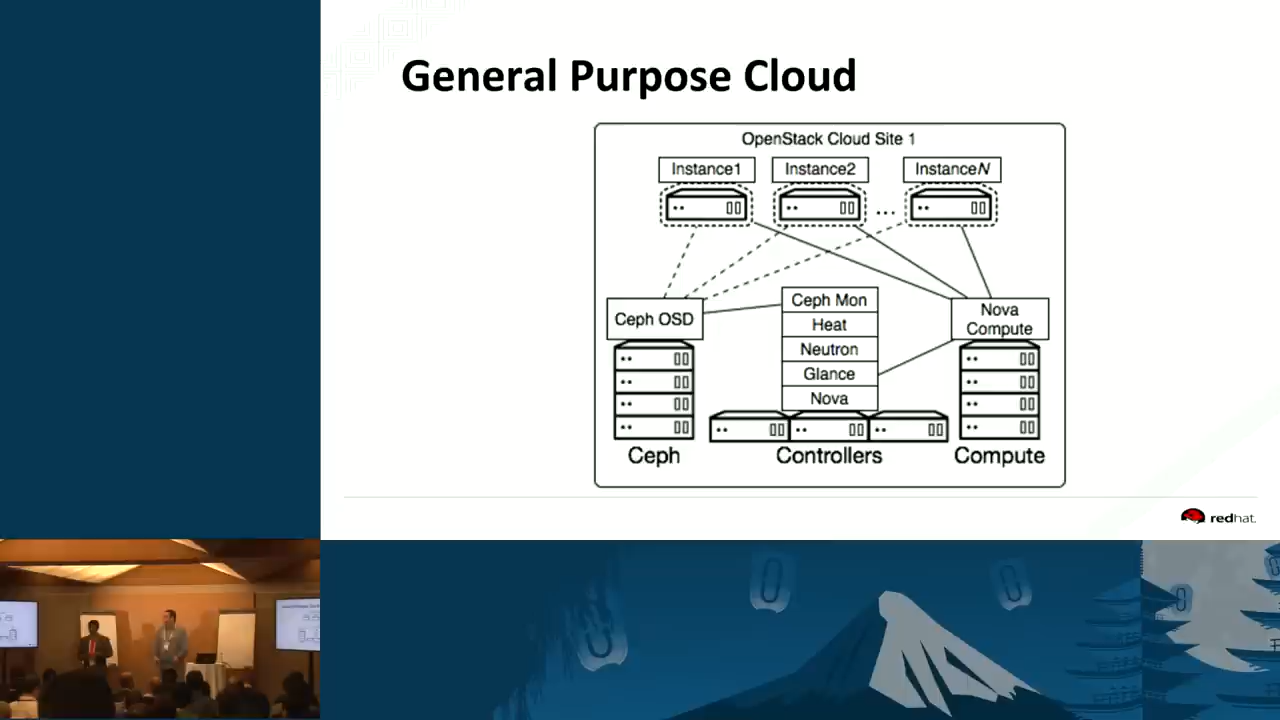 General Purpose Cloud
OpenStack Cloud Site 1
Instance1
Instance2
InstanceN
...
Ceph OSD
Ceph Mon
Heat
Neutron
Glance
Nova
Nova
Compute
Ceph
Controllers
Compute
redhat.